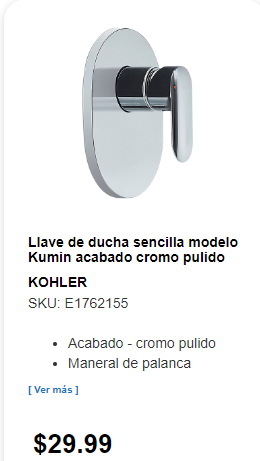 Llave de ducha sencilla modelo
Kumin acabado cromo pulido
KOHLER
SKU: E1762155
• Acabado - cromo pulido
• Maneral de palanca
[ Ver más ]
$29.99